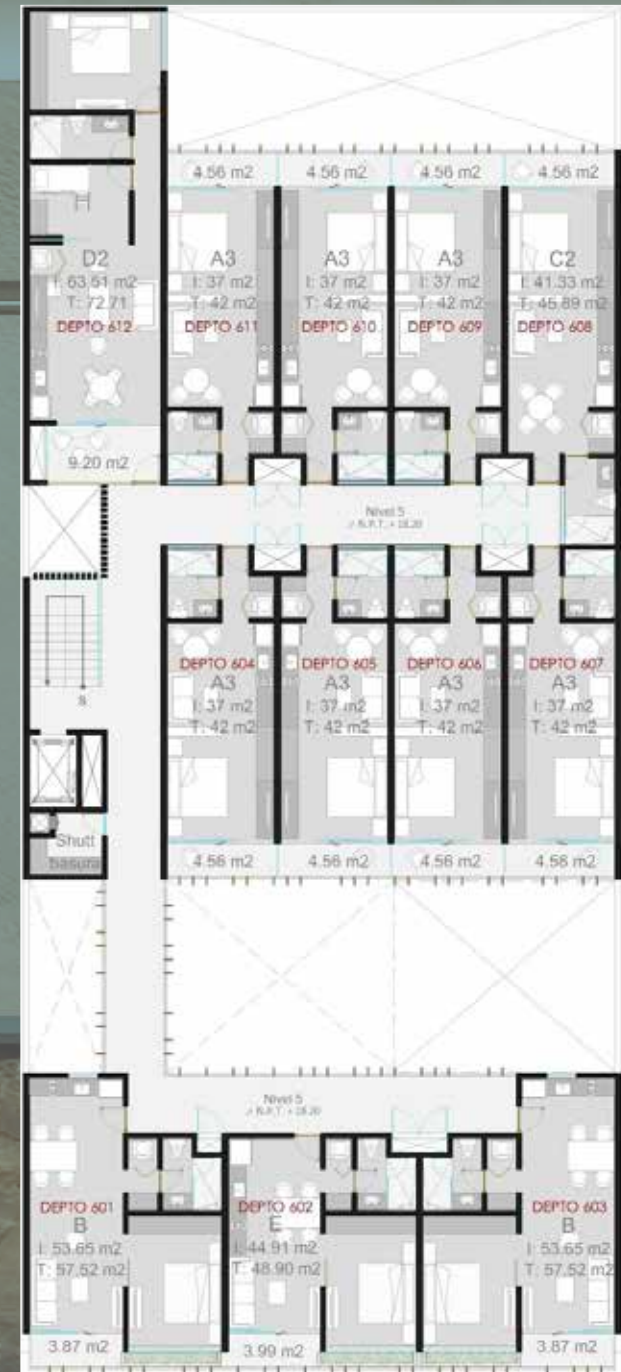 4.56 m2
4.56 m2
4.56 m2
4.56 m2
D2
I: 63.51 m2
T: 72.71
DEPTO 612
A3
I: 37 m2
T: 42 m2
DEPTO 611
A3
I: 37 m2
T: 42 m2
DEPTO 610
A3
I: 37 m2
T: 42 m2
DEPTO 609
C2
I: 41.33 m2
T: 45.89 m2
DEPTO 608
9.20 m2
Nivel 5
N.P.T. + 18.20
S
DEPTO 604
A3
I: 37 m2
T: 42 m2
DEPTO 605
A3
I: 37 m2
T: 42 m2
DEPTO 606
A3
I: 37 m2
T: 42 m2
DEPTO 607
A3
I: 37 m2
T: 42 m2
Shutt
basura
4.56 m2
4.56 m2
4.56 m2
4.56 m2
Nivel 5
N.P.T. + 18.20
DEPTO 601
B
I: 53.65 m2
T: 57.52 m2
DEPTO 602
E
I: 44.91 m2
T: 48.90 m2
DEPTO 603
B
I: 53.65 m2
T: 57.52 m2
3.87 m2
3.99 m2
3.87 m2